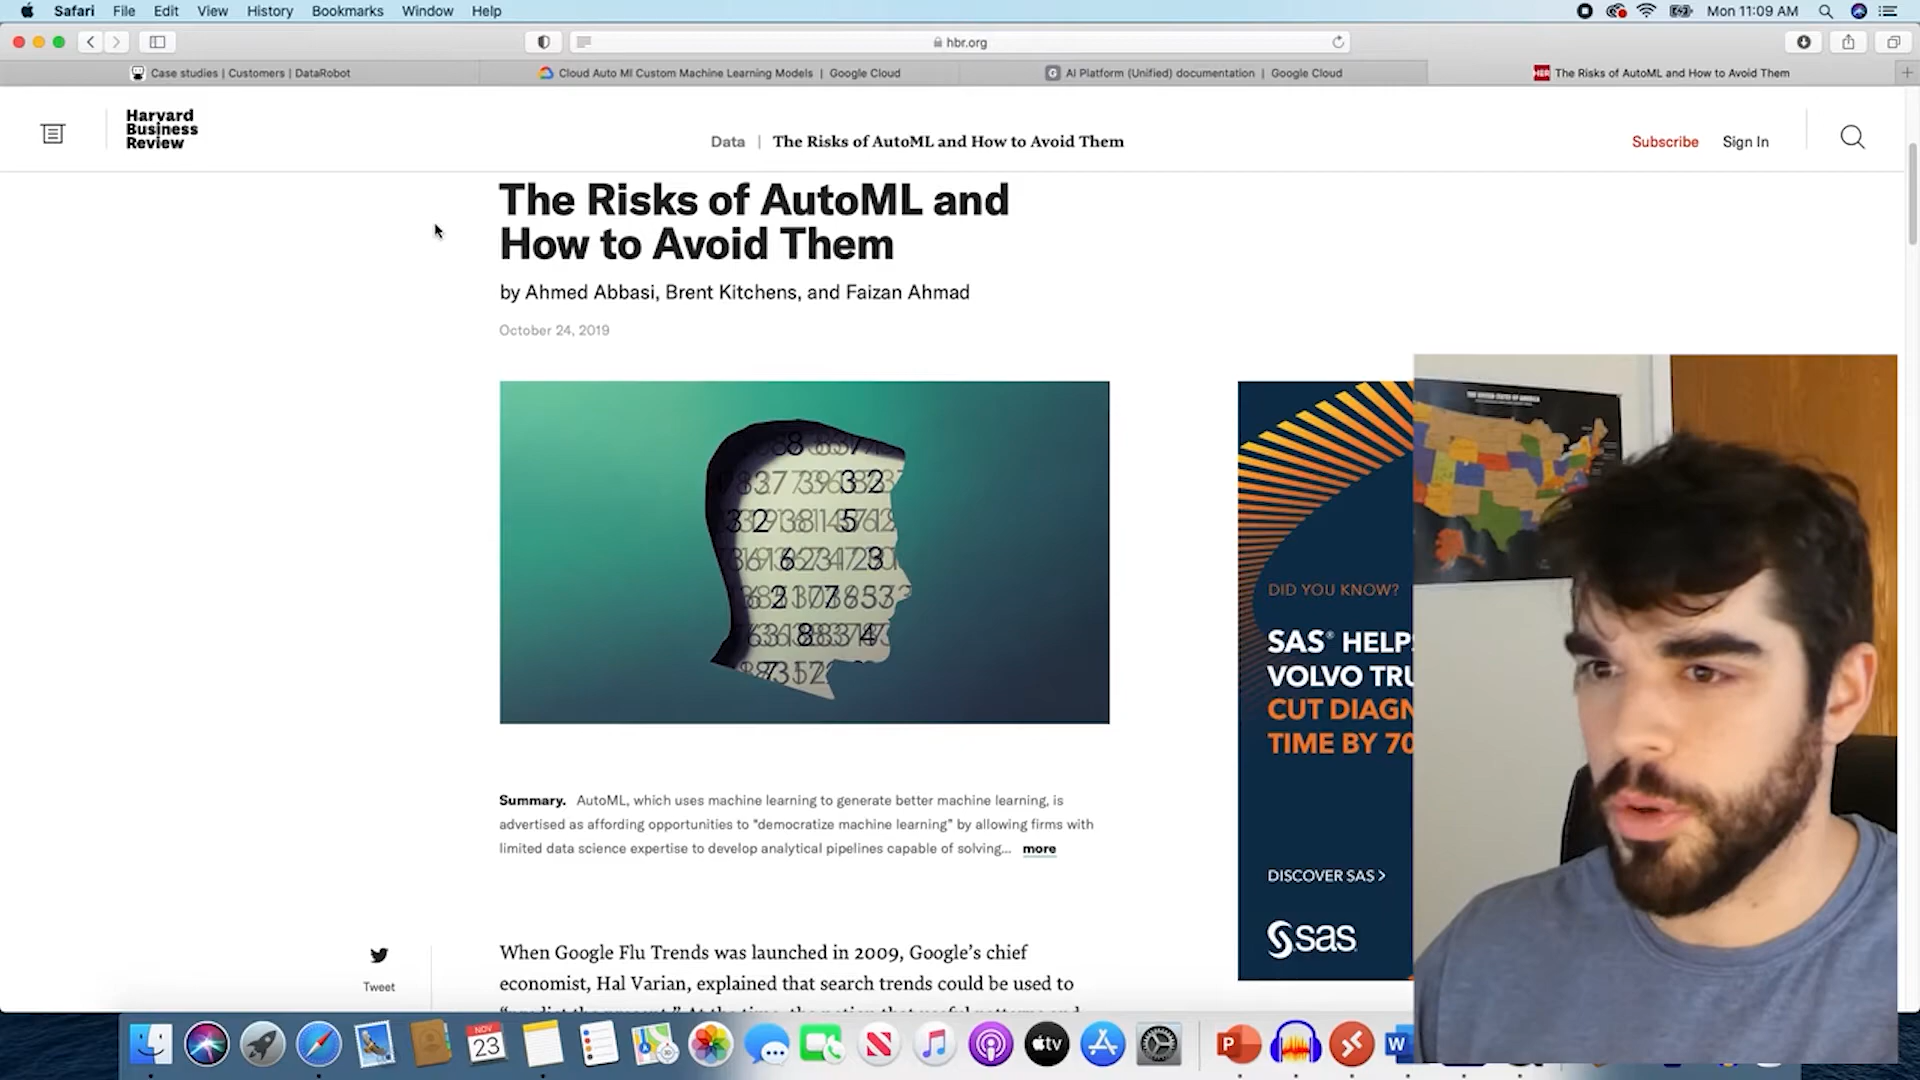 Safari File Edit View History Bookmarks Window Help Mon 11:09 AM
hbr.org
Case studies | Customers | DataRobot
Cloud Auto Ml Custom Machine Learning Models | Google Cloud
AI Platform (Unified) documentation | Google Cloud
HBR The Risks of AutoML and How to Avoid Them
Harvard
Business
Review
Data | The Risks of AutoML and How to Avoid Them
Subscribe Sign In
The Risks of AutoML and
How to Avoid Them
by Ahmed Abbasi, Brent Kitchens, and Faizan Ahmad
October 24, 2019
THE UNITED STATES OF AMERICA
DID YOU KNOW?
SAS® HELP
VOLVO TRU
CUT DIAGN
TIME BY 70
DISCOVER SAS >
sas
Summary. AutoML, which uses machine learning to generate better machine learning, is
advertised as affording opportunities to "democratize machine learning" by allowing firms with
limited data science expertise to develop analytical pipelines capable of solving... more
Tweet
When Google Flu Trends was launched in 2009, Google's chief
economist, Hal Varian, explained that search trends could be used to
NOV
23
tv
P
W